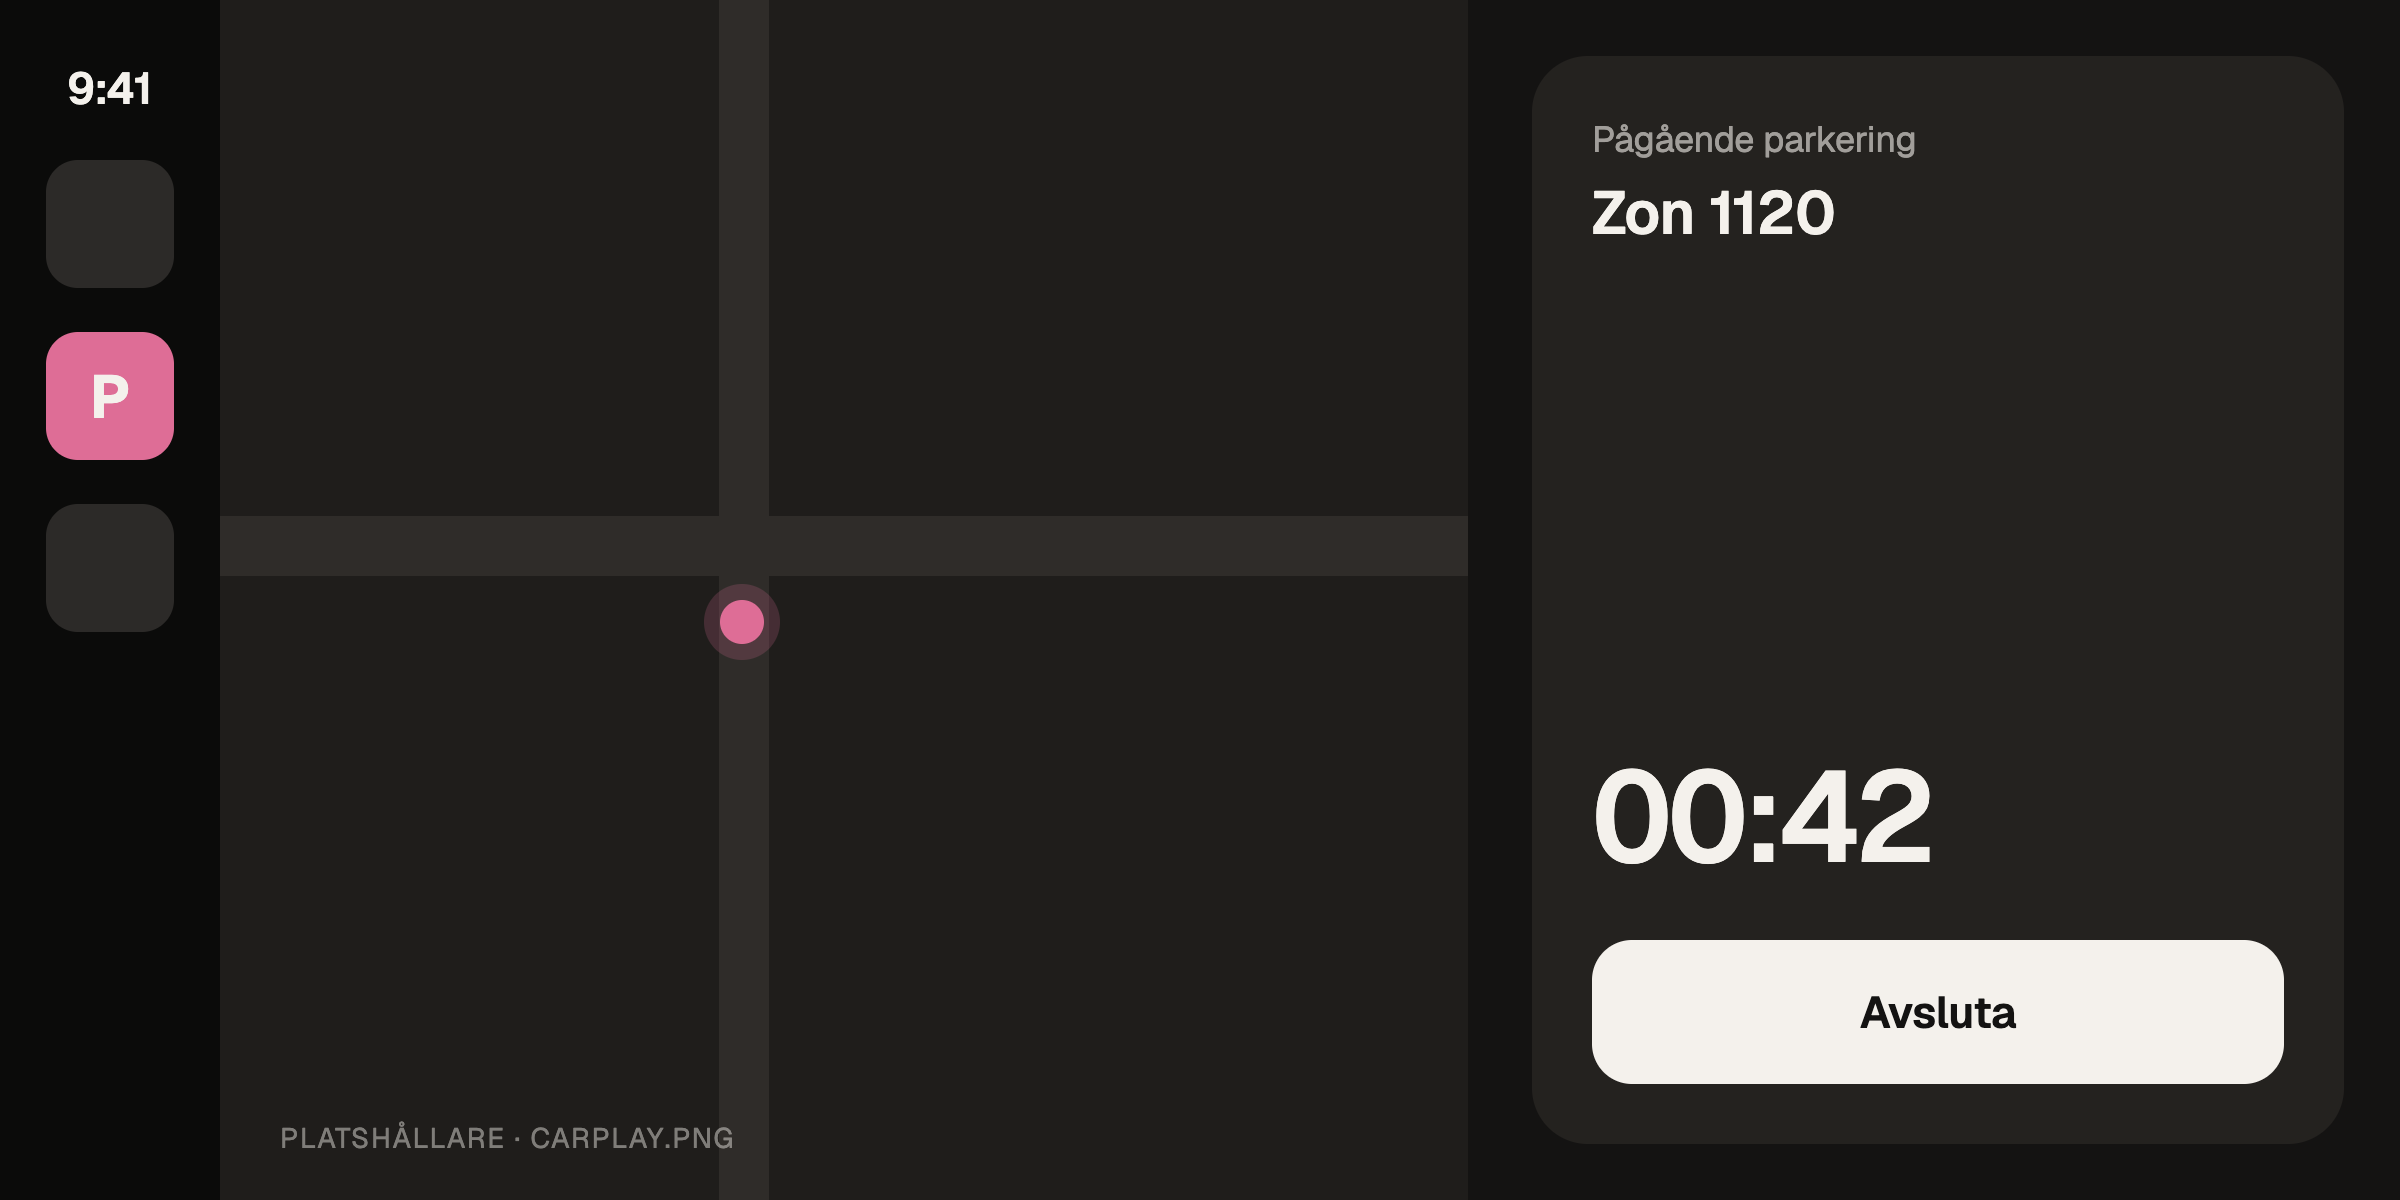 9:41
P
Pågående parkering
Zon 1120
00:42
Avsluta
PLATSHÅLLARE · CARPLAY.PNG